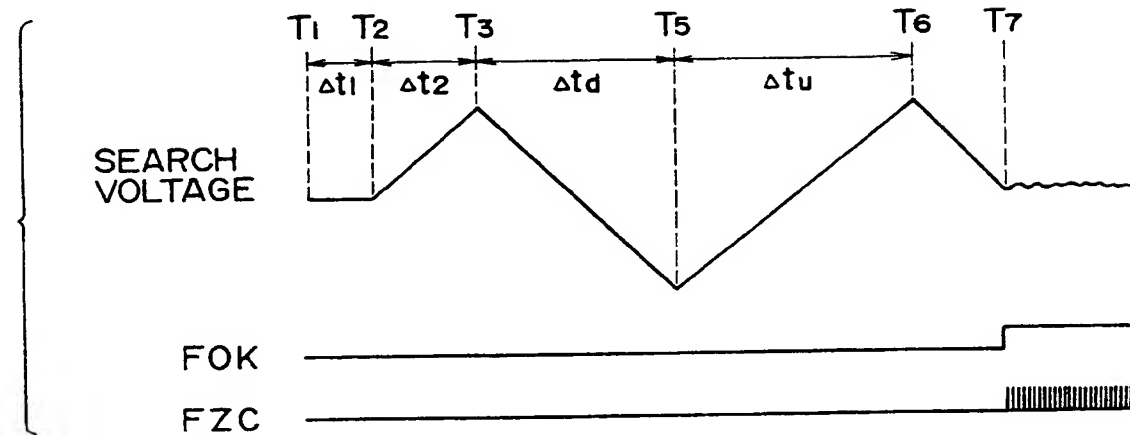 T1 T2 T3 T5 T6 T7
Δt1 Δt2 Δtd Δtu
SEARCH
VOLTAGE
FOK
FZC